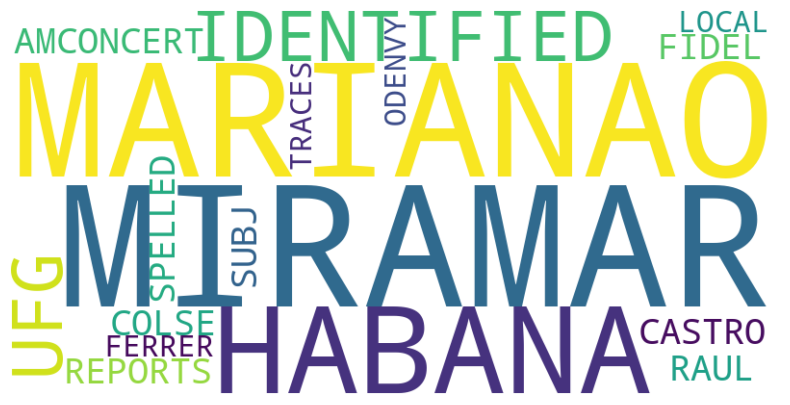 AMCONCERT
IDENTIFIED
ODENVY
LOCAL
FIDEL
MARIANAO
TRACES
SPELLED
MIRAMAR
SUBJ
UFG
COLSE
FERRER
REPORTS
HABANA
CASTRO
RAUL